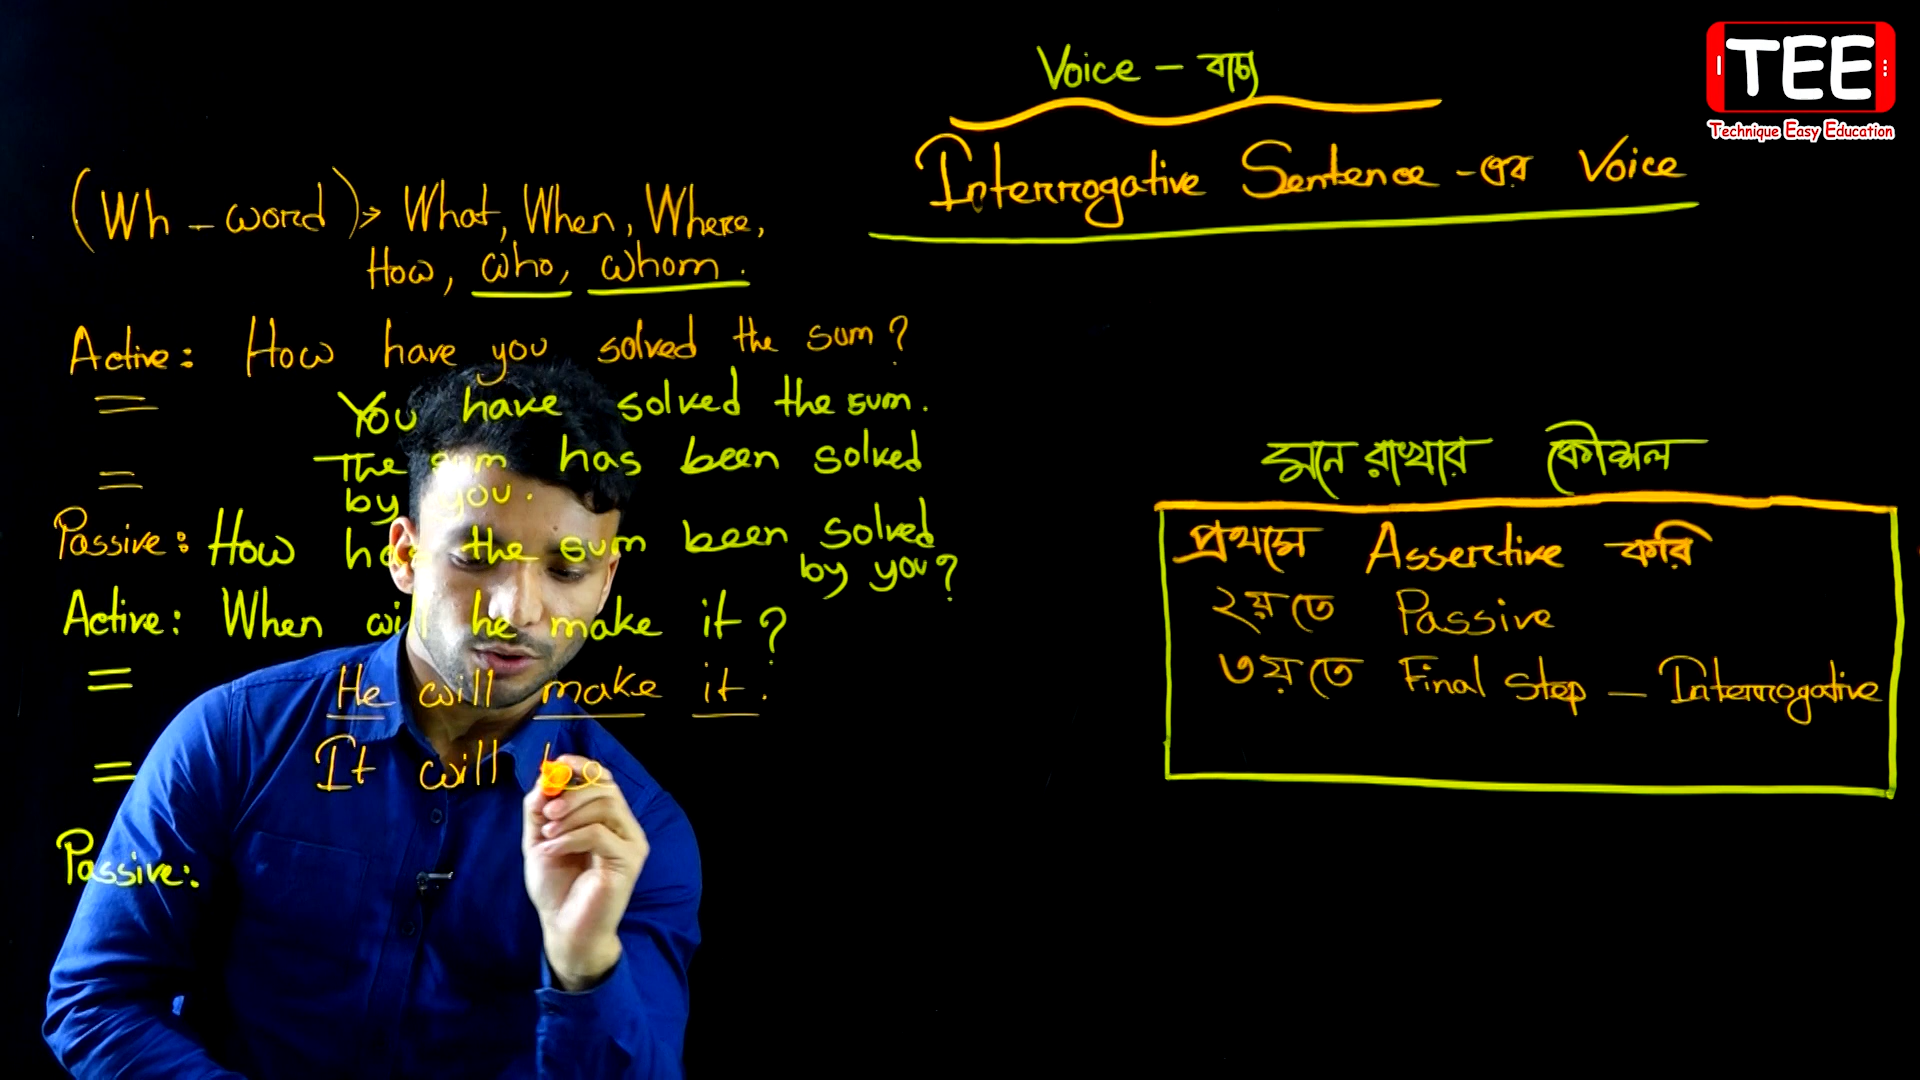 Voice - বাচ্য
Interrogative Sentence -এর Voice
TEE
Technique Easy Education
(Wh - word) → What, When, Where,
How, who, whom.
Active: How have you solved the sum?
= You have solved the sum.
= The sum has been solved
by you.
Passive: How has the sum been solved
by you?
Active: When will he make it?
= He will make it.
= It will be
Passive:
মনে রাখার কৌশল
প্রথমে Assertive করি
২য়তে Passive
৩য়তে Final Step - Interrogative